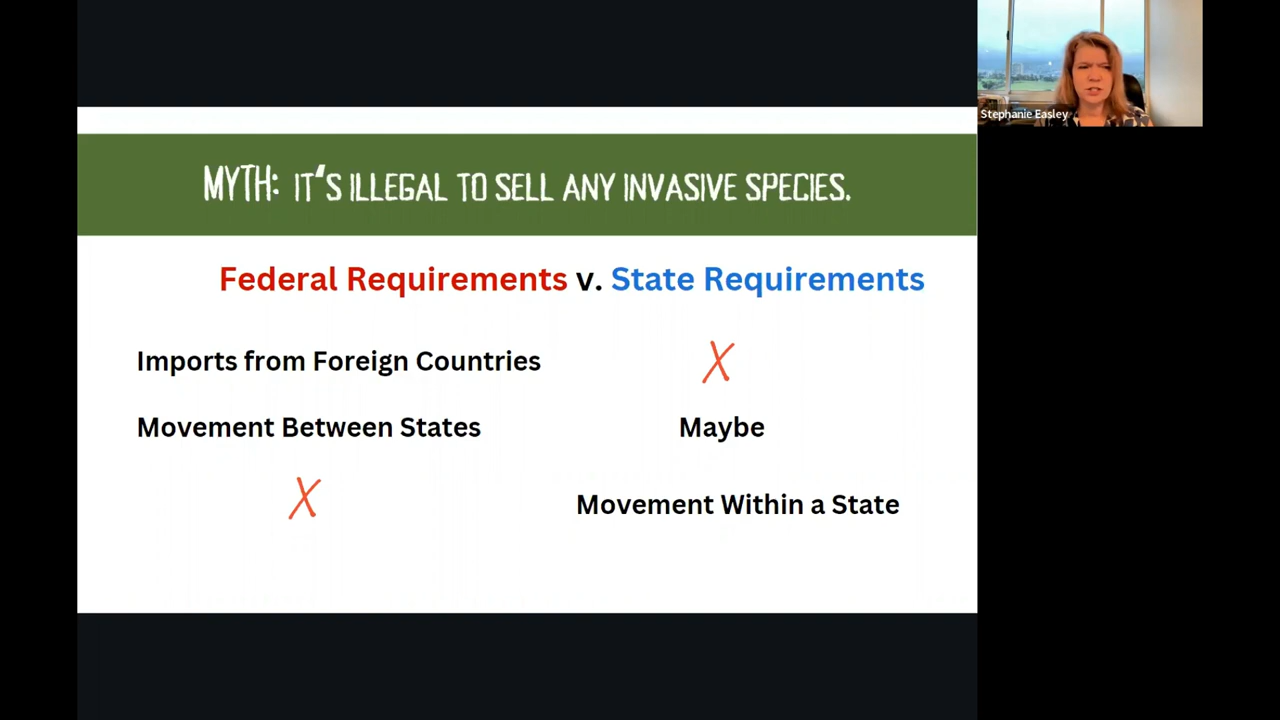 MYTH: IT'S ILLEGAL TO SELL ANY INVASIVE SPECIES.
Stephanie Easley
Federal Requirements v. State Requirements
Imports from Foreign Countries X
Movement Between States Maybe
X Movement Within a State